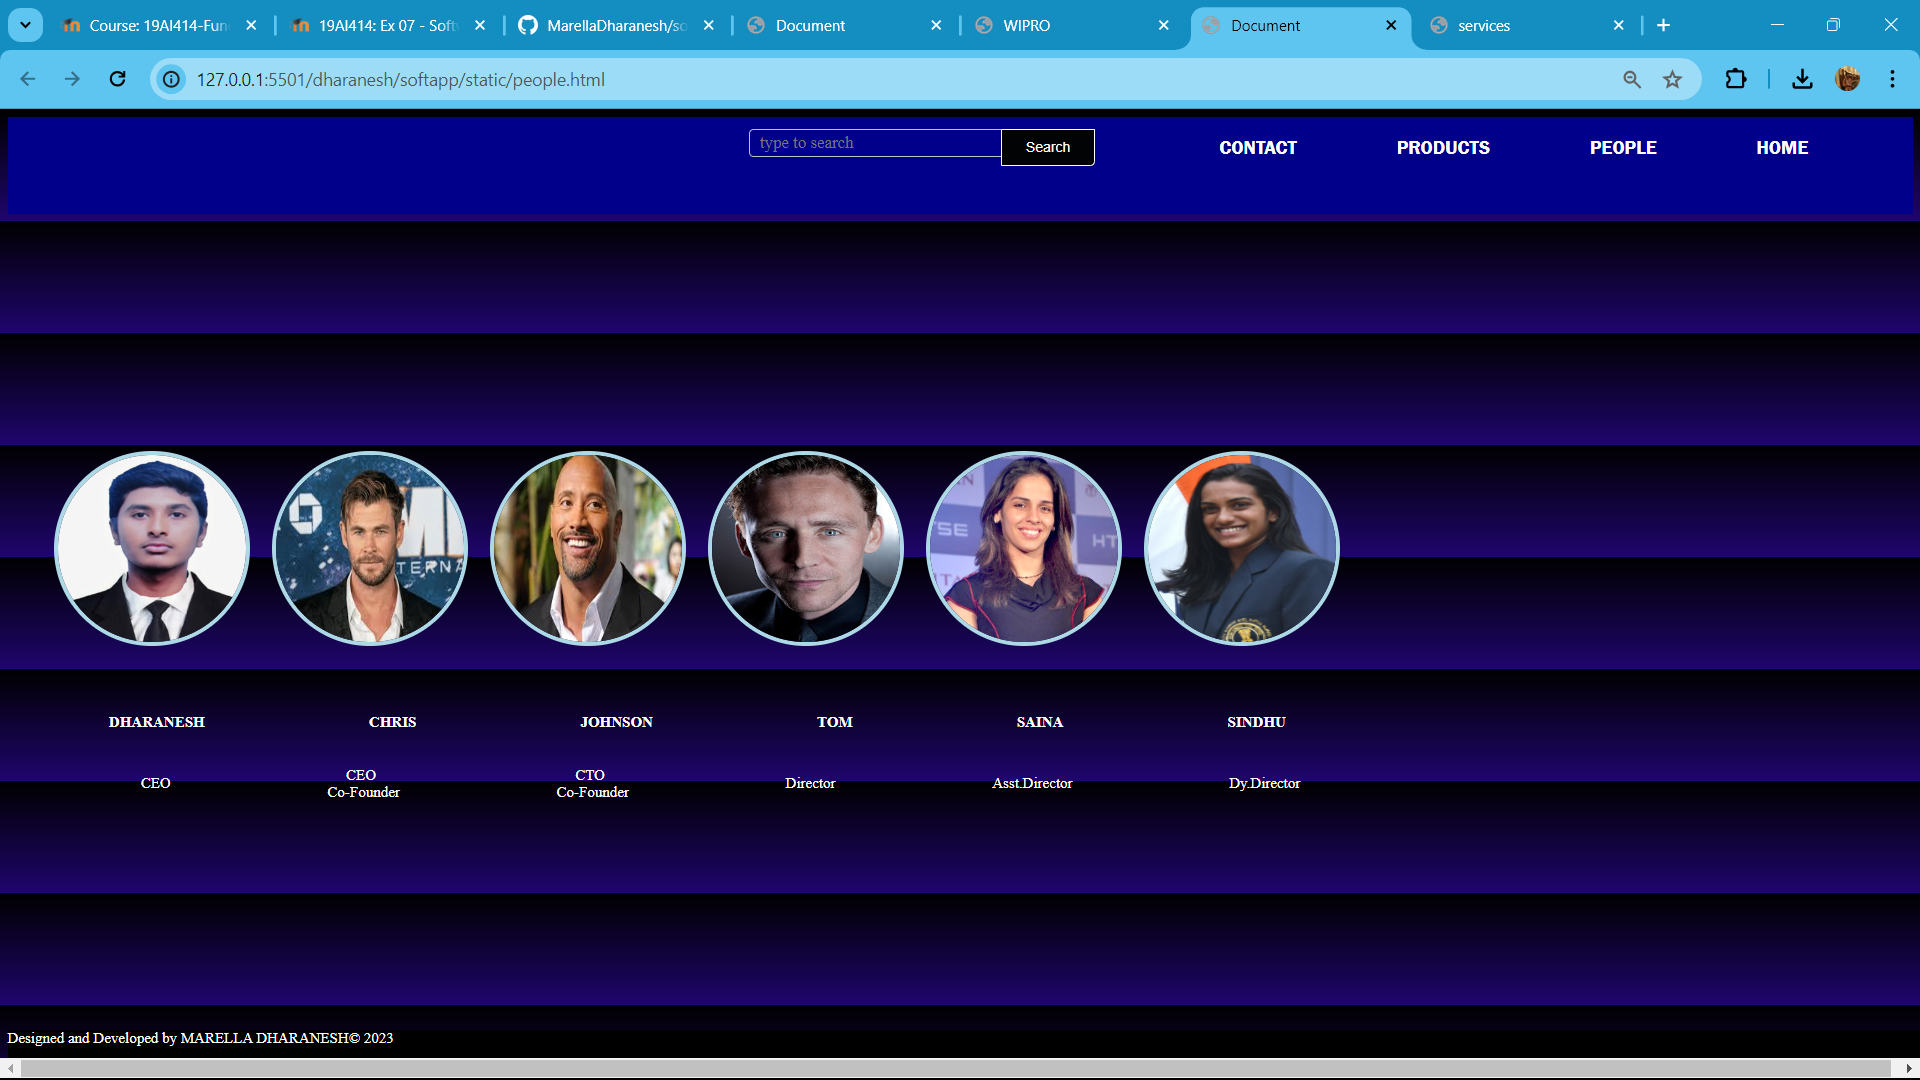 Course: 19AI414-Fun
19AI414: Ex 07 - Soft
MarellaDharanesh/so
Document
WIPRO
Document
services
127.0.0.1:5501/dharanesh/softapp/static/people.html
type to search
Search
CONTACT
PRODUCTS
PEOPLE
HOME
DHARANESH
CHRIS
JOHNSON
TOM
SAINA
SINDHU
CEO
CEO
Co-Founder
CTO
Co-Founder
Director
Asst.Director
Dy.Director
Designed and Developed by MARELLA DHARANESH© 2023